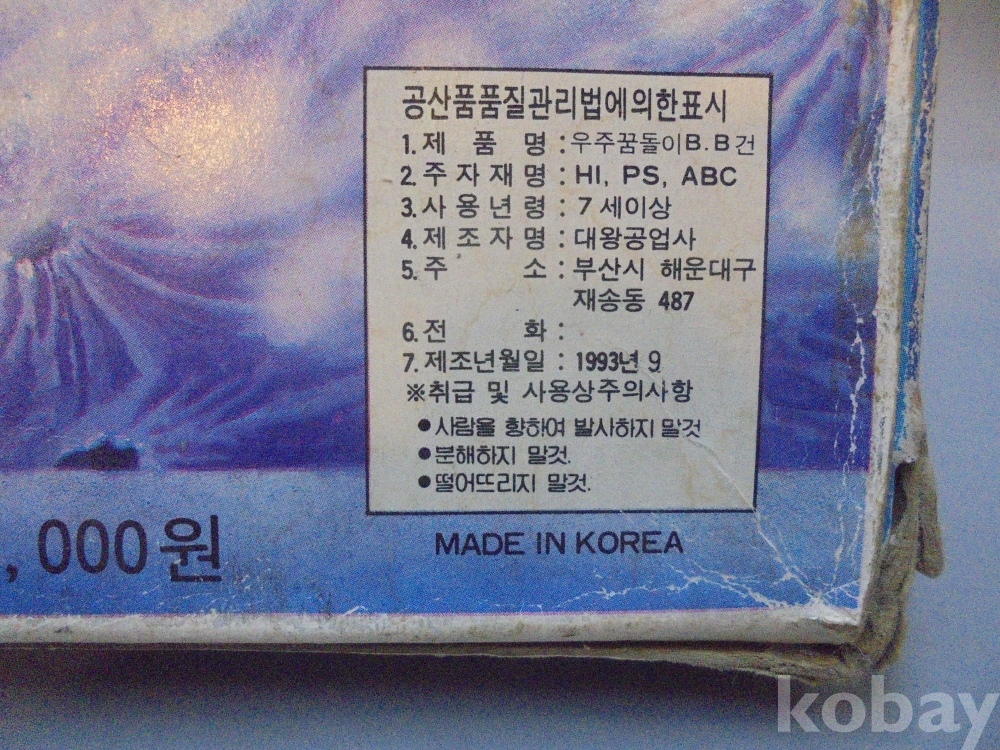 공산품품질관리법에의한표시
1. 제 품 명 : 우주꿈돌이 B.B 건
2. 주 자 재 명 : HI, PS, ABC
3. 사 용 년 령 : 7 세이상
4. 제 조 자 명 : 대왕공업사
5. 주 소 : 부산시 해운대구
재송동 487
6. 전 화 :
7. 제조년월일 : 1993년 9
※취급 및 사용상주의사항
●사람을 향하여 발사하지 말것
●분해하지 말것.
●떨어뜨리지 말것.
, 000원
MADE IN KOREA
kobay